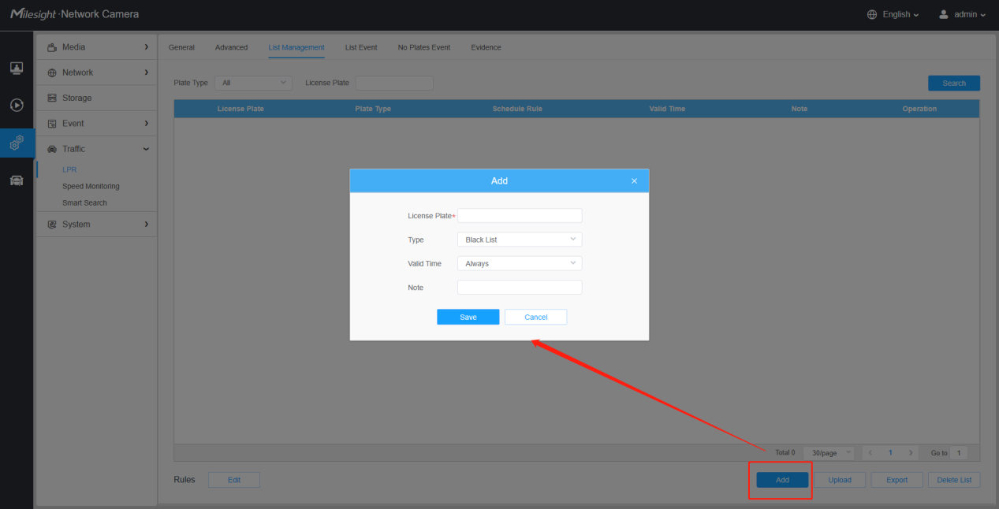 Milesight · Network Camera
English
admin
Media
Network
Storage
Event
Traffic
LPR
Speed Monitoring
Smart Search
System
General Advanced List Management List Event No Plates Event Evidence
Plate Type All License Plate Search
License Plate Plate Type Schedule Rule Valid Time Note Operation
Add
License Plate*
Type Black List
Valid Time Always
Note
Save Cancel
Total 0 30/page < 1 > Go to 1
Rules Edit Add Upload Export Delete List